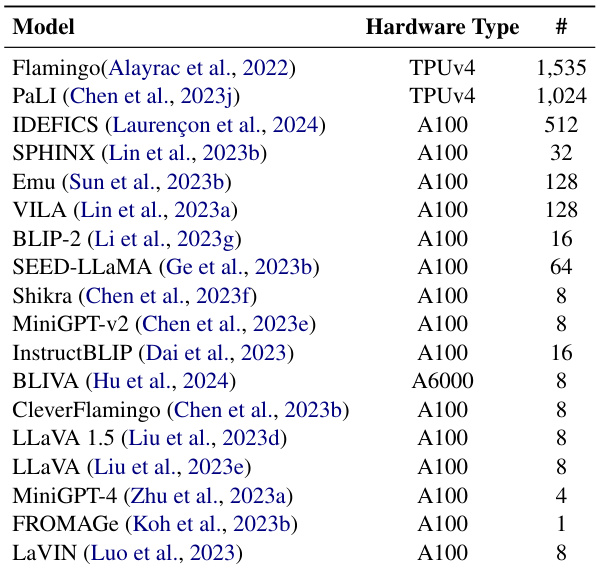 Model Hardware Type #
Flamingo(Alayrac et al., 2022) TPUv4 1,535
PaLI (Chen et al., 2023j) TPUv4 1,024
IDEFICS (Laurençon et al., 2024) A100 512
SPHINX (Lin et al., 2023b) A100 32
Emu (Sun et al., 2023b) A100 128
VILA (Lin et al., 2023a) A100 128
BLIP-2 (Li et al., 2023g) A100 16
SEED-LLaMA (Ge et al., 2023b) A100 64
Shikra (Chen et al., 2023f) A100 8
MiniGPT-v2 (Chen et al., 2023e) A100 8
InstructBLIP (Dai et al., 2023) A100 16
BLIVA (Hu et al., 2024) A6000 8
CleverFlamingo (Chen et al., 2023b) A100 8
LLaVA 1.5 (Liu et al., 2023d) A100 8
LLaVA (Liu et al., 2023e) A100 8
MiniGPT-4 (Zhu et al., 2023a) A100 4
FROMAGe (Koh et al., 2023b) A100 1
LaVIN (Luo et al., 2023) A100 8